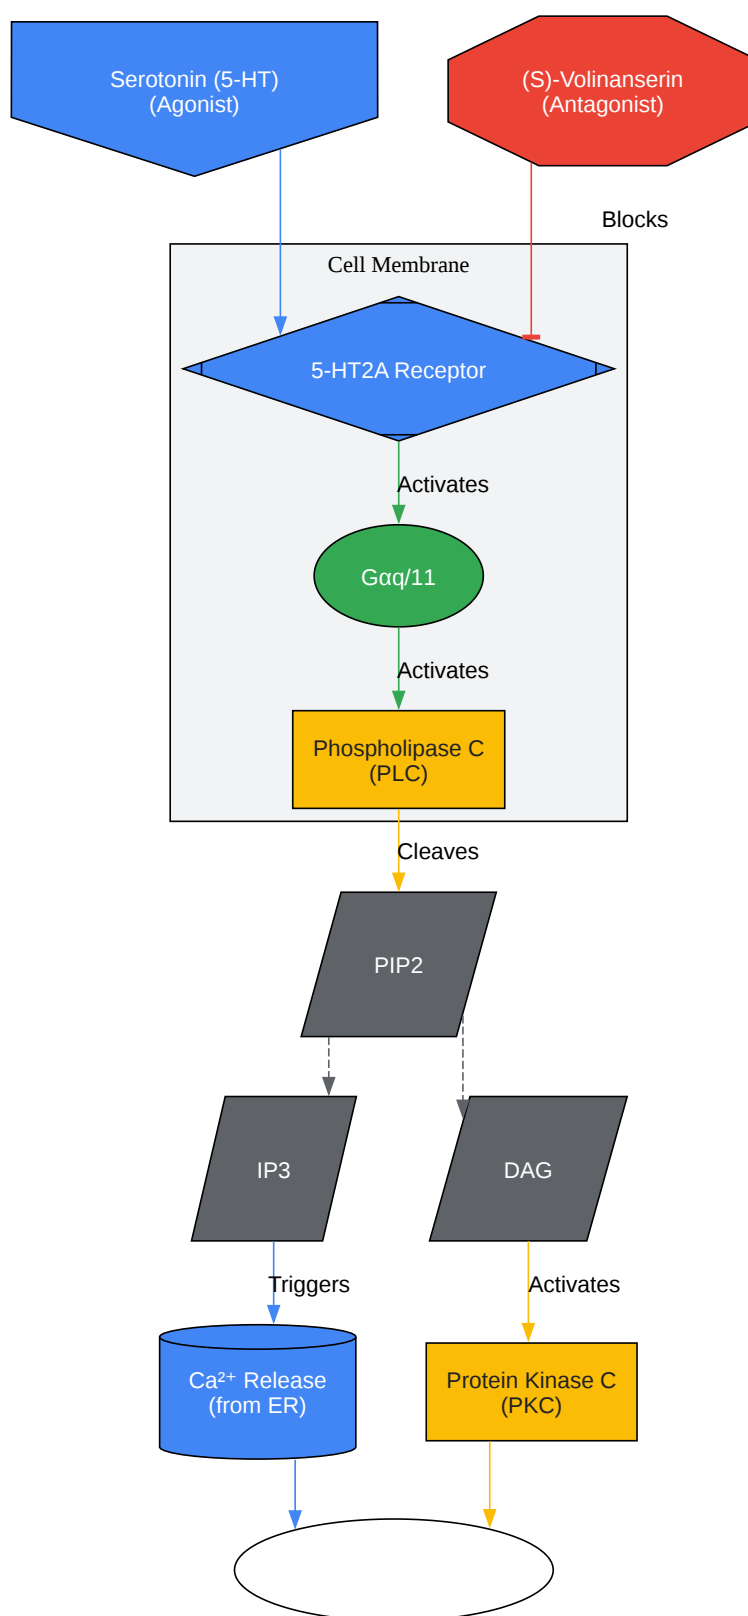 Serotonin (5-HT)
(Agonist)
(S)-Volinanserin
(Antagonist)
Blocks
Cell Membrane
5-HT2A Receptor
Activates
Gαq/11
Activates
Phospholipase C
(PLC)
Cleaves
PIP2
IP3
DAG
Triggers
Activates
Ca²⁺ Release
(from ER)
Protein Kinase C
(PKC)